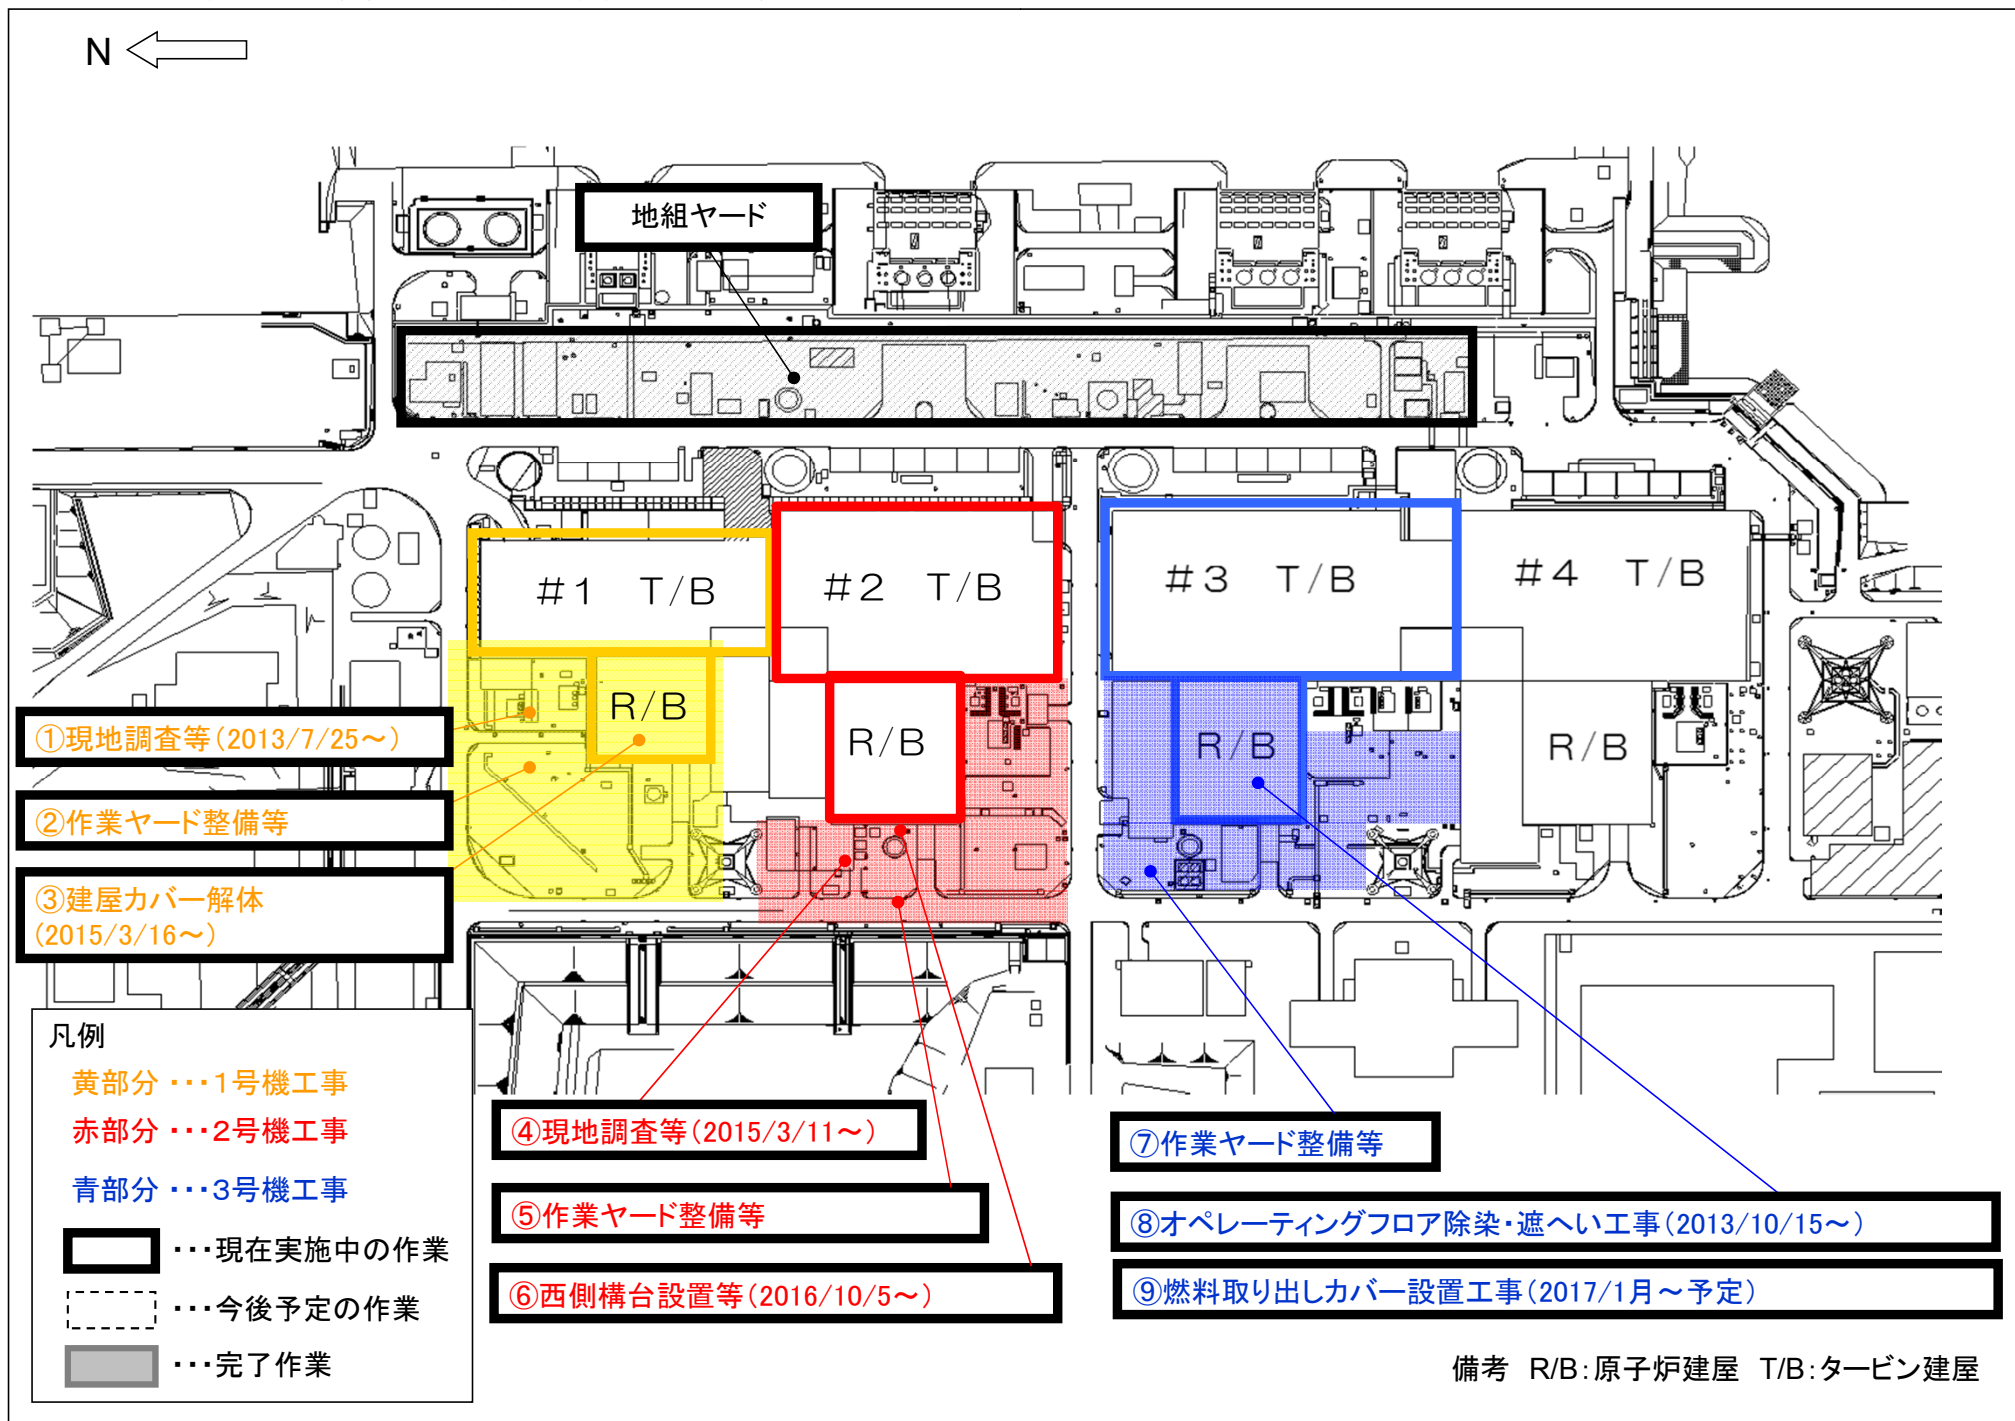 N
地組ヤード
#1 T/B
#2 T/B
#3 T/B
#4 T/B
R/B
R/B
R/B
R/B
①現地調査等(2013/7/25～)
②作業ヤード整備等
③建屋カバー解体
(2015/3/16～)
凡例
黄部分 ・・・1号機工事
赤部分 ・・・2号機工事
青部分 ・・・3号機工事
・・・現在実施中の作業
・・・今後予定の作業
・・・完了作業
④現地調査等(2015/3/11～)
⑤作業ヤード整備等
⑥西側構台設置等(2016/10/5～)
⑦作業ヤード整備等
⑧オペレーティングフロア除染・遮へい工事(2013/10/15～)
⑨燃料取り出しカバー設置工事(2017/1月～予定)
備考 R/B:原子炉建屋 T/B:タービン建屋